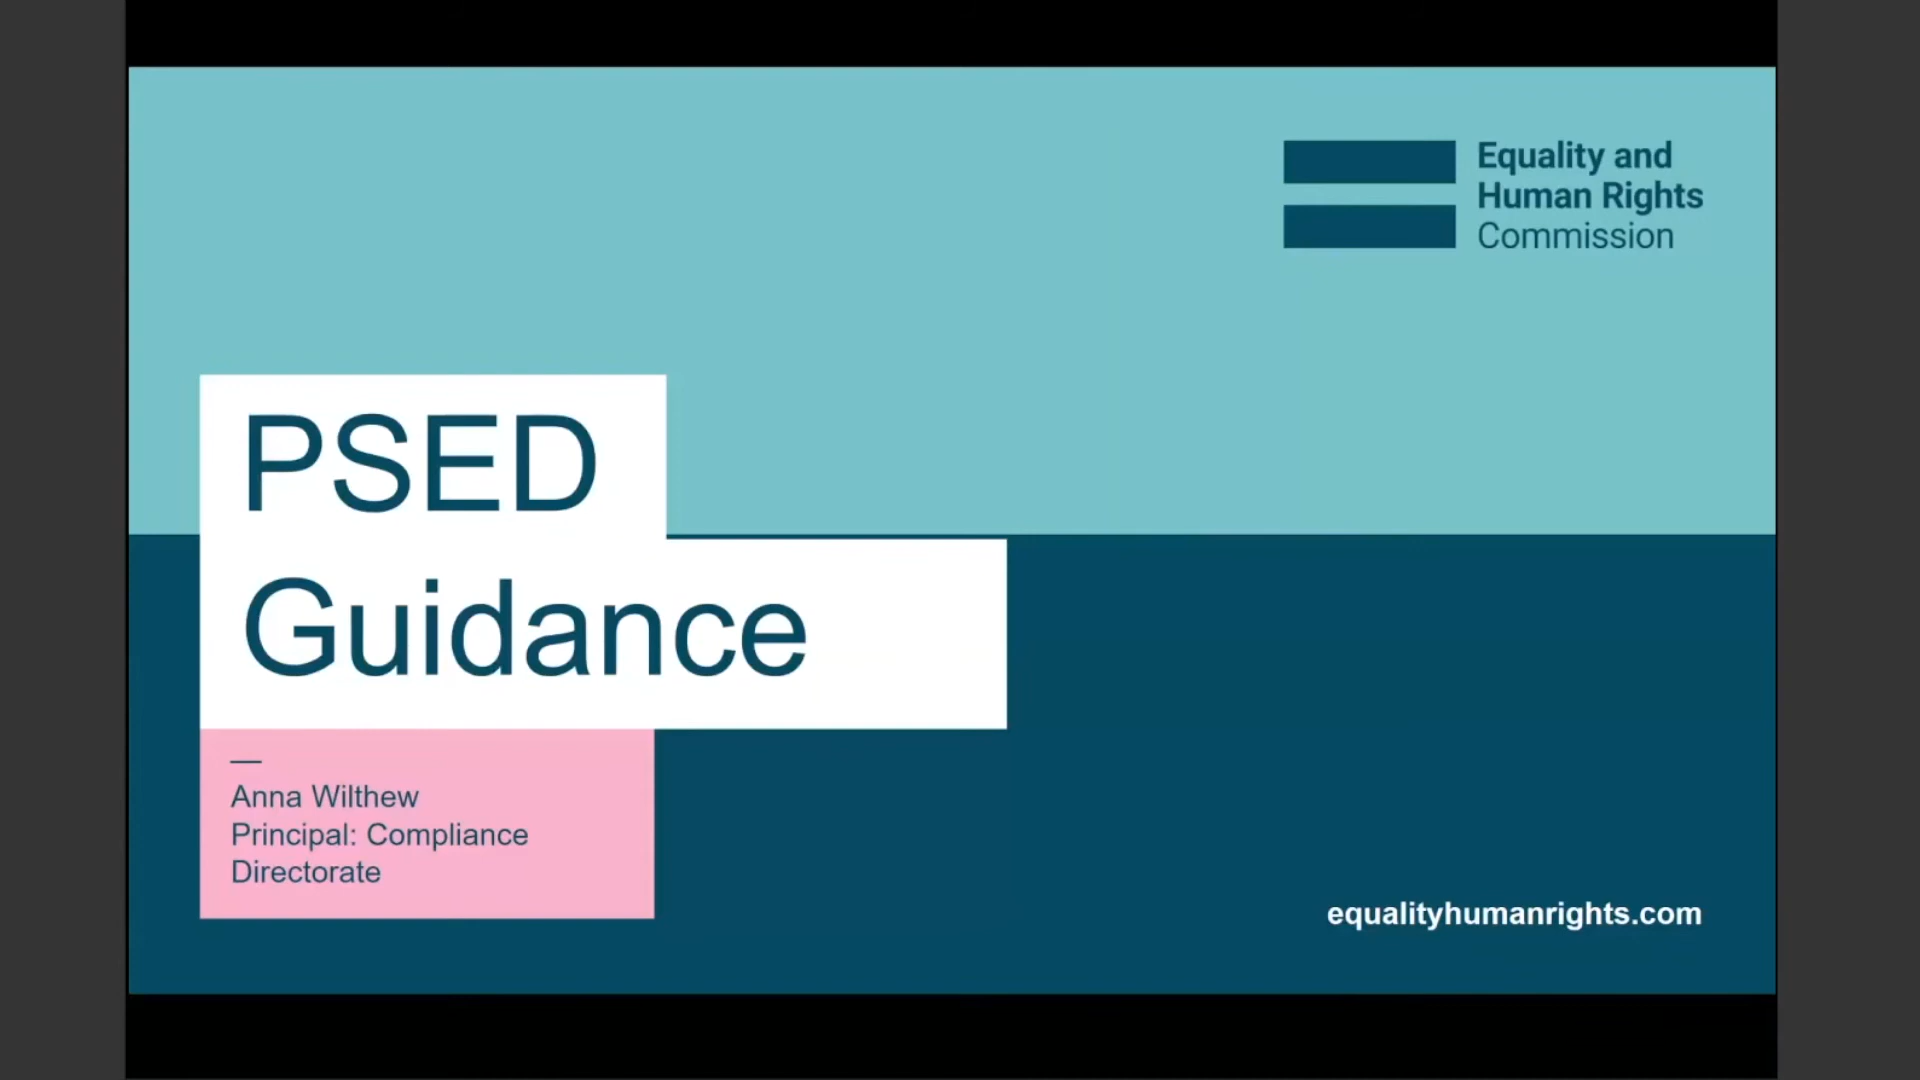 Equality and
Human Rights
Commission
PSED
Guidance
—
Anna Wilthew
Principal: Compliance
Directorate
equalityhumanrights.com